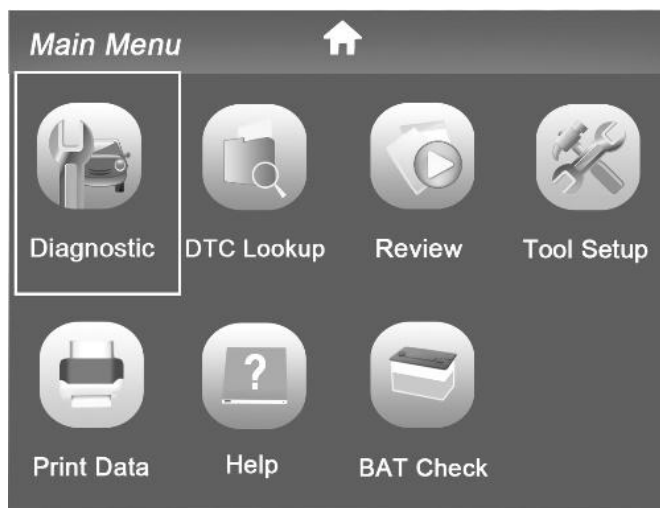 Main Menu
Diagnostic DTC Lookup Review Tool Setup
?
Print Data Help BAT Check